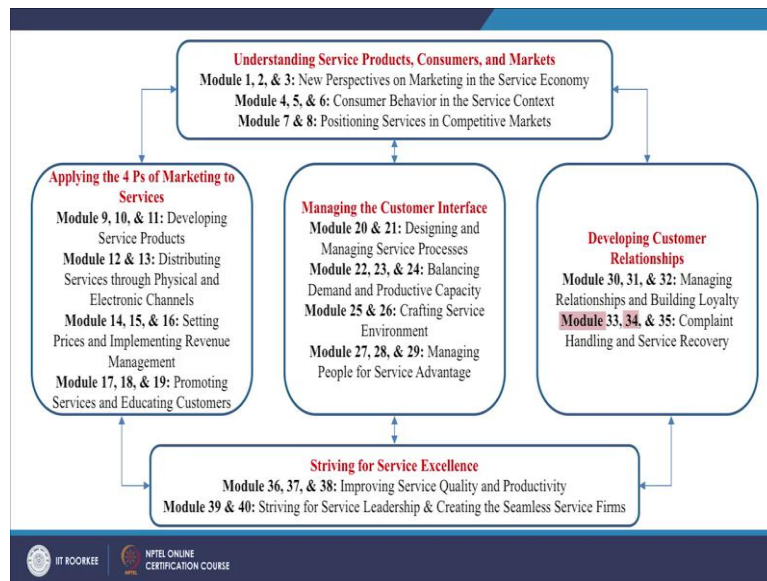 Understanding Service Products, Consumers, and Markets
Module 1, 2, & 3: New Perspectives on Marketing in the Service Economy
Module 4, 5, & 6: Consumer Behavior in the Service Context
Module 7 & 8: Positioning Services in Competitive Markets
Applying the 4 Ps of Marketing to
Services
Module 9, 10, & 11: Developing
Service Products
Module 12 & 13: Distributing
Services through Physical and
Electronic Channels
Module 14, 15, & 16: Setting
Prices and Implementing Revenue
Management
Module 17, 18, & 19: Promoting
Services and Educating Customers
Managing the Customer Interface
Module 20 & 21: Designing and
Managing Service Processes
Module 22, 23, & 24: Balancing
Demand and Productive Capacity
Module 25 & 26: Crafting Service
Environment
Module 27, 28, & 29: Managing
People for Service Advantage
Developing Customer
Relationships
Module 30, 31, & 32: Managing
Relationships and Building Loyalty
Module 33, 34, & 35: Complaint
Handling and Service Recovery
Striving for Service Excellence
Module 36, 37, & 38: Improving Service Quality and Productivity
Module 39 & 40: Striving for Service Leadership & Creating the Seamless Service Firms
IIT ROORKEE
NPTEL ONLINE
CERTIFICATION COURSE